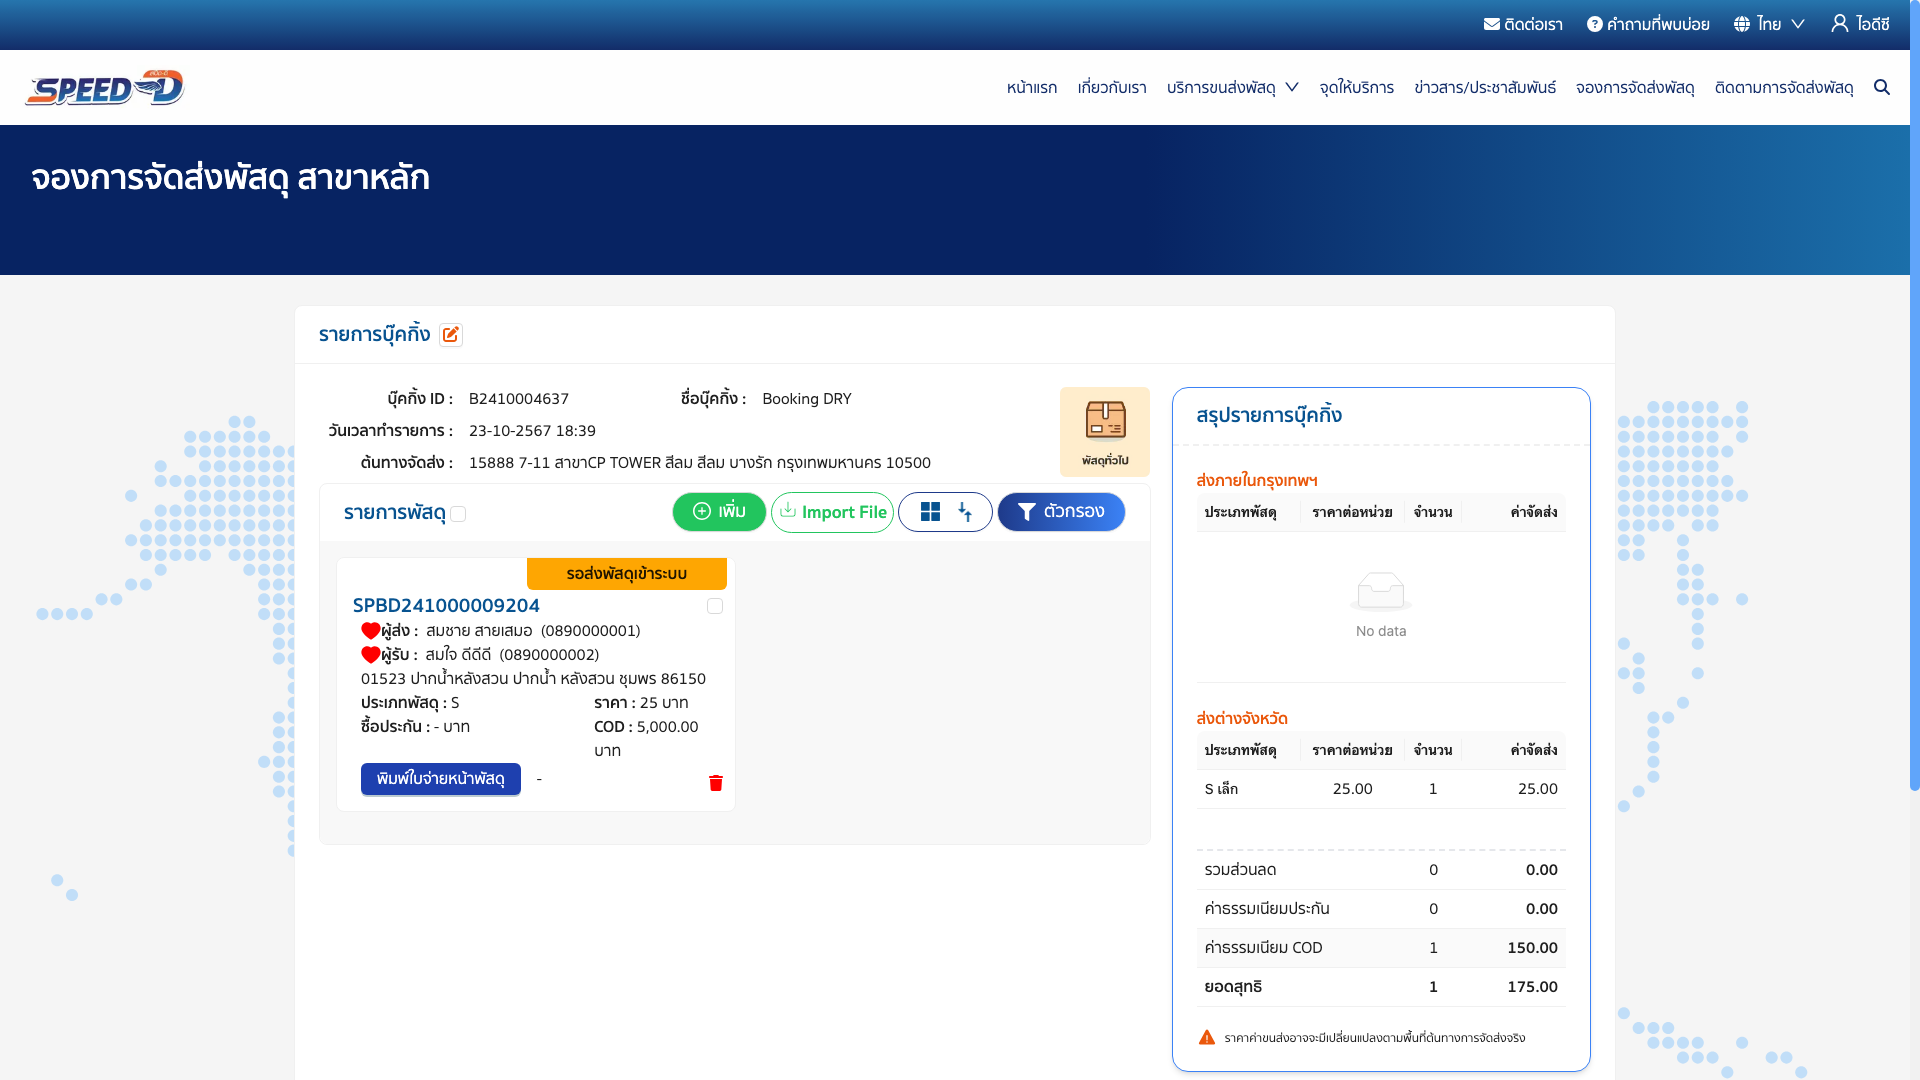 ติดต่อเรา คำถามที่พบบ่อย ไทย ไอดีซี
SPEED-D
หน้าแรก เกี่ยวกับเรา บริการขนส่งพัสดุ จุดให้บริการ ข่าวสาร/ประชาสัมพันธ์ จองการจัดส่งพัสดุ ติดตามการจัดส่งพัสดุ
จองการจัดส่งพัสดุ สาขาหลัก
รายการบุ๊คกิ้ง
บุ๊คกิ้ง ID : B2410004637 ชื่อบุ๊คกิ้ง : Booking DRY
วันเวลาทำรายการ : 23-10-2567 18:39
ต้นทางจัดส่ง : 15888 7-11 สาขาCP TOWER สีลม สีลม บางรัก กรุงเทพมหานคร 10500
พัสดุทั่วไป
รายการพัสดุ เพิ่ม Import File ตัวกรอง
รอส่งพัสดุเข้าระบบ
SPBD241000009204
ผู้ส่ง : สมชาย สายเสมอ (0890000001)
ผู้รับ : สมใจ ดีดีดี (0890000002)
01523 ปากน้ำหลังสวน ปากน้ำ หลังสวน ชุมพร 86150
ประเภทพัสดุ : S ราคา : 25 บาท
ซื้อประกัน : - บาท COD : 5,000.00 บาท
พิมพ์ใบจ่ายหน้าพัสดุ -
สรุปรายการบุ๊คกิ้ง
ส่งภายในกรุงเทพฯ
ประเภทพัสดุ ราคาต่อหน่วย จำนวน ค่าจัดส่ง
No data
ส่งต่างจังหวัด
ประเภทพัสดุ ราคาต่อหน่วย จำนวน ค่าจัดส่ง
S เล็ก 25.00 1 25.00
รวมส่วนลด 0 0.00
ค่าธรรมเนียมประกัน 0 0.00
ค่าธรรมเนียม COD 1 150.00
ยอดสุทธิ 1 175.00
ราคาค่าขนส่งอาจจะมีเปลี่ยนแปลงตามพื้นที่ต้นทางการจัดส่งจริง